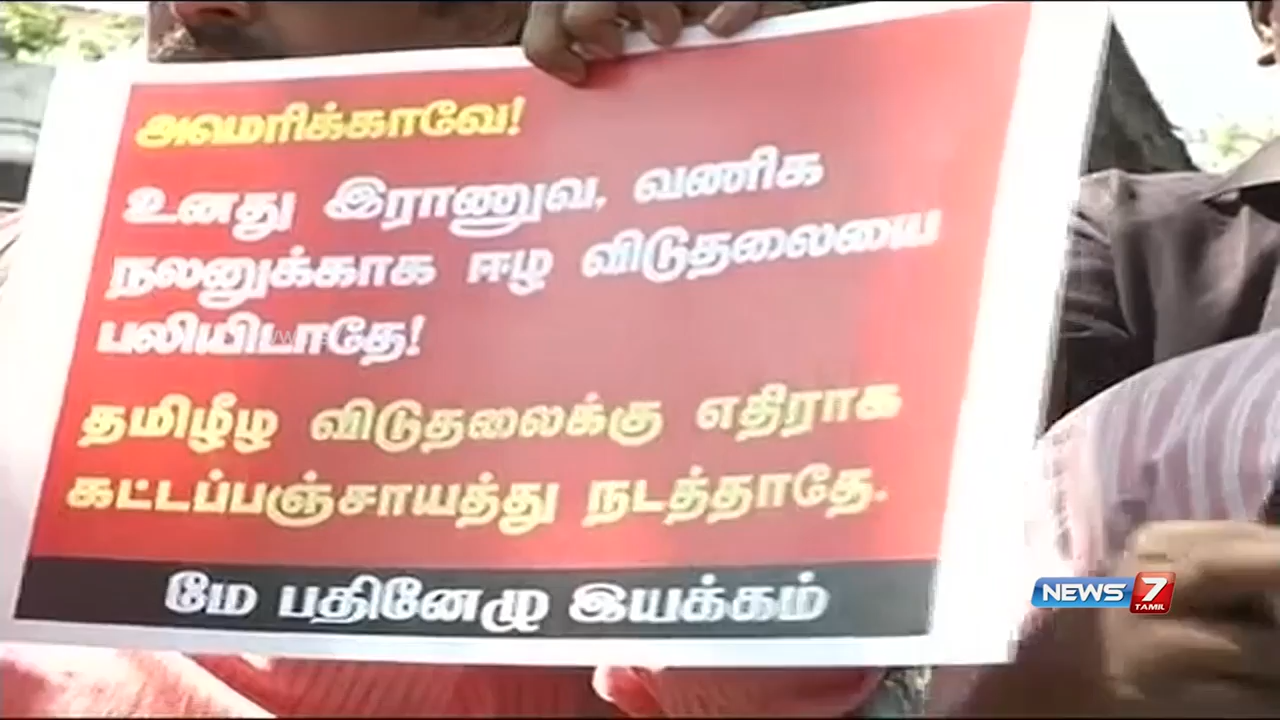 அமெரிக்காவே!
உனது இராணுவ, வணிக
நலனுக்காக ஈழ விடுதலையை
பலியிடாதே!
தமிழீழ விடுதலைக்கு எதிராக
கட்டப்பஞ்சாயத்து நடத்தாதே.
மே பதினேழு இயக்கம்
NEWS 7
TAMIL